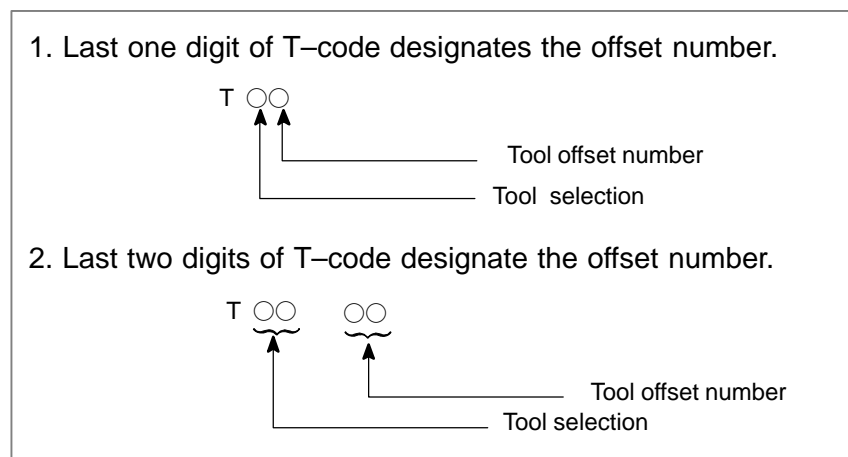 1. Last one digit of T–code designates the offset number.
T ○○
Tool offset number
Tool selection
2. Last two digits of T–code designate the offset number.
T ○○ ○○
Tool offset number
Tool selection